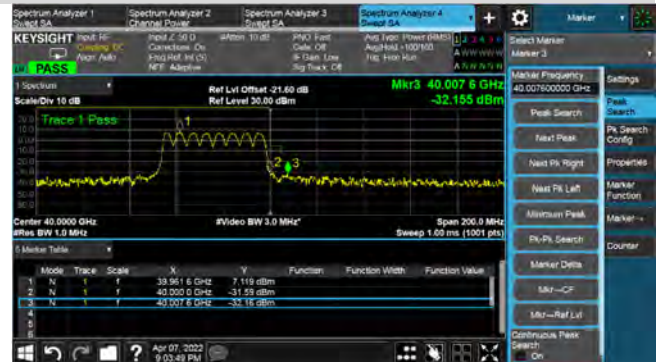 Spectrum Analyzer 1
Swept SA
Spectrum Analyzer 2
Channel Power
Spectrum Analyzer 3
Swept SA
Spectrum Analyzer 4
Swept SA
+
Marker
KEYSIGHT
Input: RF
Coupling: DC
Align: Auto
Input Z: 50 Ω
Corrections: On
Freq Ref: Int (S)
NFE: Adaptive
#Atten: 10 dB
PNO: Fast
Gate: Off
IF Gain: Low
Sig Track: Off
Avg Type: Power (RMS)
Avg|Hold: >100/100
Trig: Free Run
PASS
Select Marker
Marker 3
1 Spectrum
Scale/Div 10 dB
Ref Lvl Offset -21.60 dB
Ref Level 30.00 dBm
Mkr3 40.007 6 GHz
-32.155 dBm
Trace 1 Pass
1
2
3
Center 40.0000 GHz
#Res BW 1.0 MHz
#Video BW 3.0 MHz*
Span 200.0 MHz
Sweep 1.00 ms (1001 pts)
Marker Table
Mode Trace Scale X Y Function Function Width Function Value
1 N 1 f 39.961 6 GHz 7.119 dBm
2 N 1 f 40.000 0 GHz -31.59 dBm
3 N 1 f 40.007 6 GHz -32.16 dBm
4
5
6
Marker Frequency
40.007600000 GHz
Peak Search
Next Peak
Next Pk Right
Next Pk Left
Minimum Peak
Pk-Pk Search
Marker Delta
Mkr→CF
Mkr→Ref Lvl
Continuous Peak
Search
On
Settings
Peak
Search
Pk Search
Config
Properties
Marker
Function
Marker→
Counter
?
Apr 07, 2022
9:03:49 PM